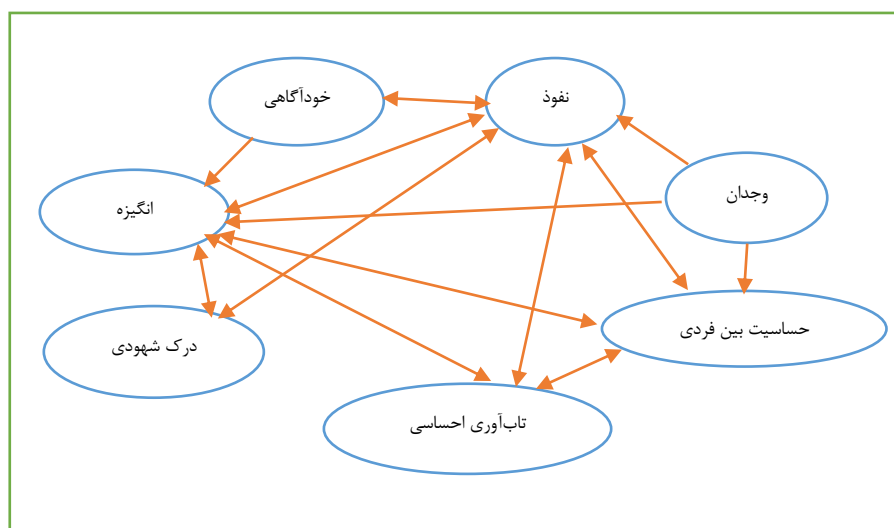 نفوذ
خودآگاهی
وجدان
انگیزه
حساسیت بین فردی
درک شهودی
تاب‌آوری احساسی